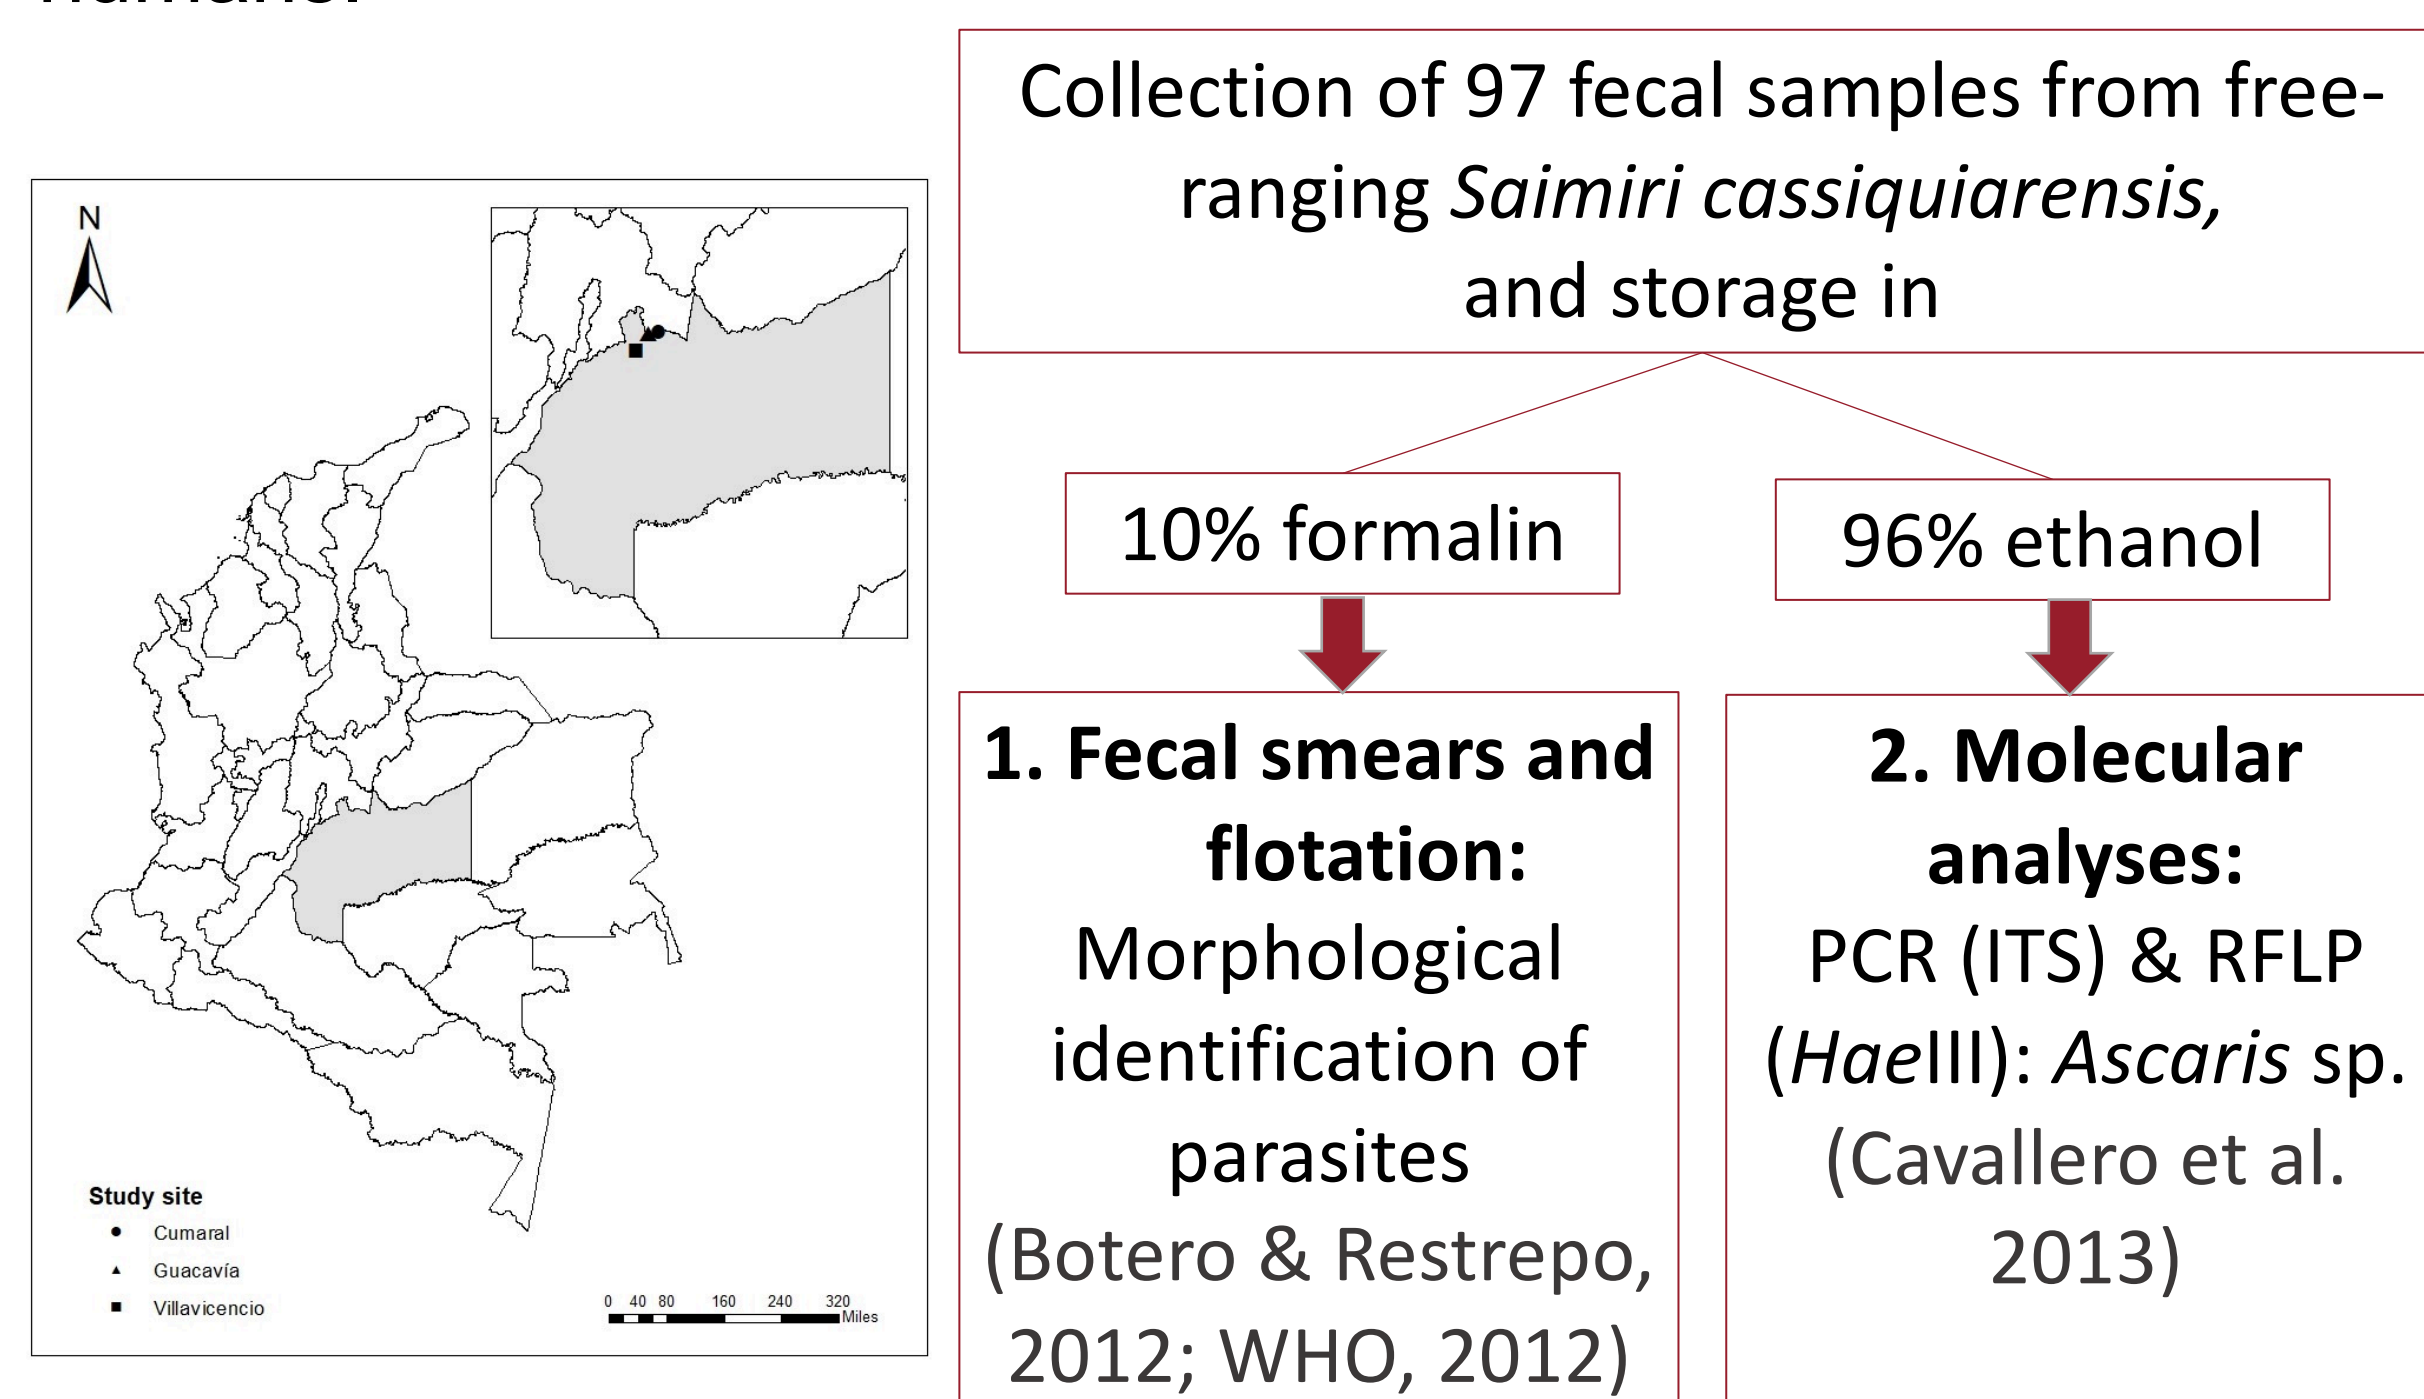 Collection of 97 fecal samples from free-
ranging Saimiri cassiquiarensis,
and storage in
10% formalin
96% ethanol
1. Fecal smears and
flotation:
Morphological
identification of
parasites
(Botero & Restrepo,
2012; WHO, 2012)
2. Molecular
analyses:
PCR (ITS) & RFLP
(HaeIII): Ascaris sp.
(Cavallero et al.
2013)
N
Study site
Cumaral
Guacavía
Villavicencio
0 40 80 160 240 320
Miles